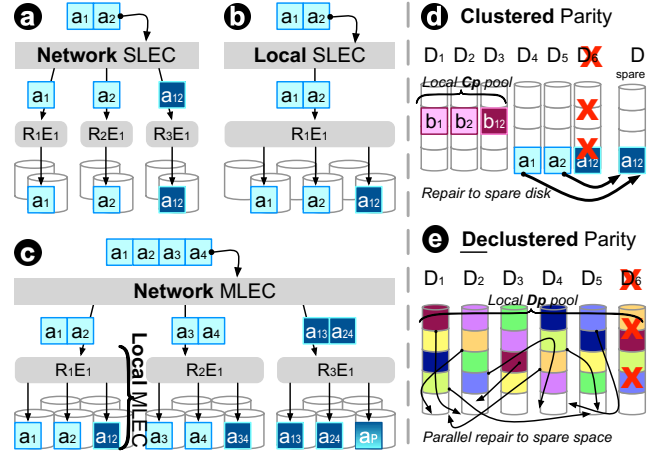 a
a1 a2
Network SLEC
a1 a2 a12
R1E1 R2E1 R3E1
a1 a2 a12
b
a1 a2
Local SLEC
a1 a2
R1E1
a1 a2 a12
c
a1 a2 a3 a4
Network MLEC
a1 a2 a3 a4 a13 a24
R1E1 R2E1 R3E1
Local MLEC
a1 a2 a12 a3 a4 a34 a13 a24 aP
d Clustered Parity
D1 D2 D3 D4 D5 D6 D
spare
Local Cp pool
b1 b2 b12
X
X
X
a1 a2 a12 a12
Repair to spare disk
e Declustered Parity
D1 D2 D3 D4 D5 D6
X
Local Dp pool
X
X
Parallel repair to spare space